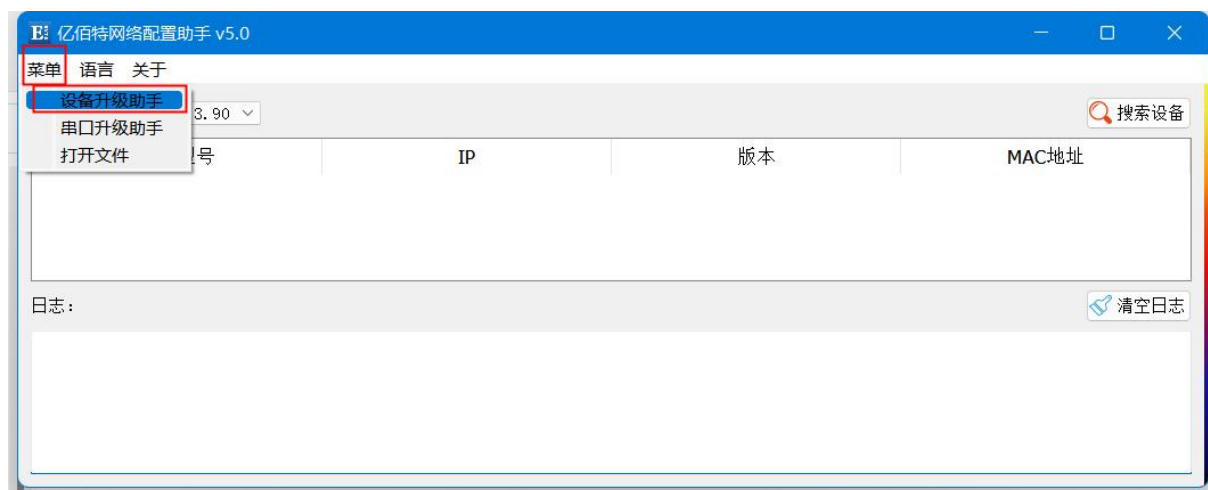 亿佰特网络配置助手 v5.0
菜单 语言 关于
设备升级助手
3.90 搜索设备
串口升级助手
打开文件
号 IP 版本 MAC地址
日志: 清空日志